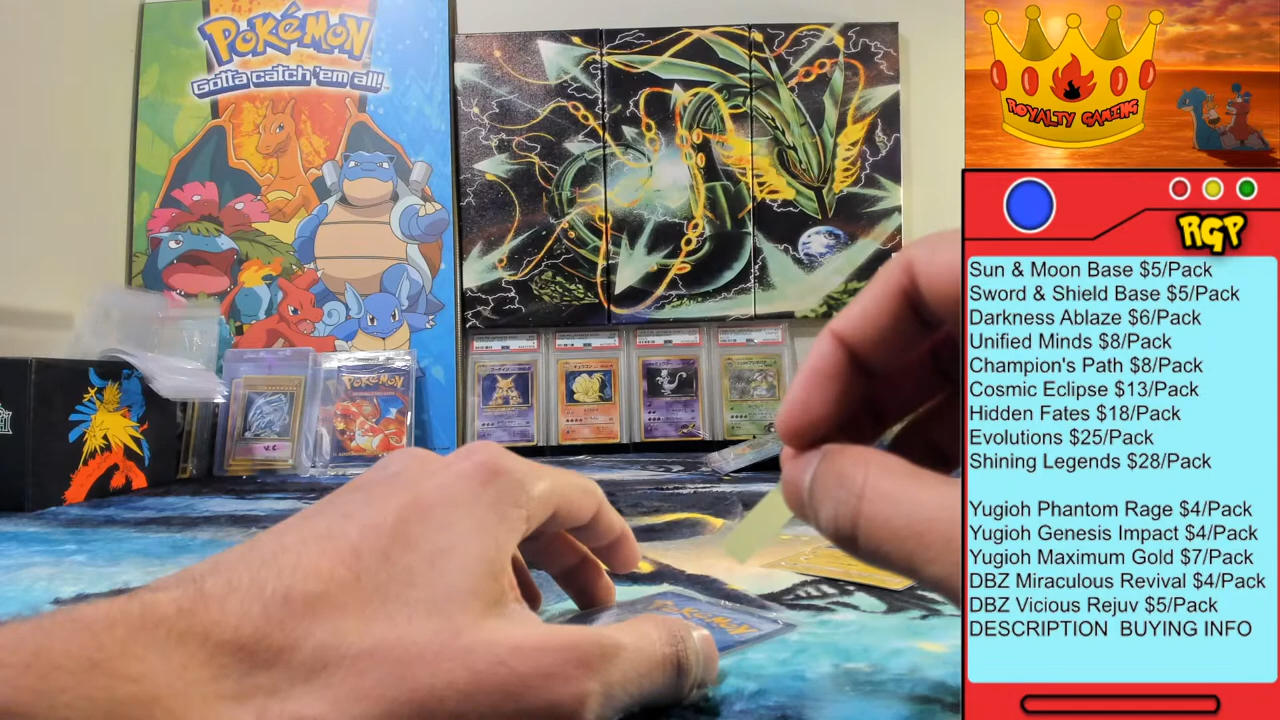 POKéMON
Gotta catch 'em all!
POKéMON
V.C.
POKéMON
ROYALTY GAMING
RGP
Sun & Moon Base $5/Pack
Sword & Shield Base $5/Pack
Darkness Ablaze $6/Pack
Unified Minds $8/Pack
Champion's Path $8/Pack
Cosmic Eclipse $13/Pack
Hidden Fates $18/Pack
Evolutions $25/Pack
Shining Legends $28/Pack
Yugioh Phantom Rage $4/Pack
Yugioh Genesis Impact $4/Pack
Yugioh Maximum Gold $7/Pack
DBZ Miraculous Revival $4/Pack
DBZ Vicious Rejuv $5/Pack
DESCRIPTION BUYING INFO